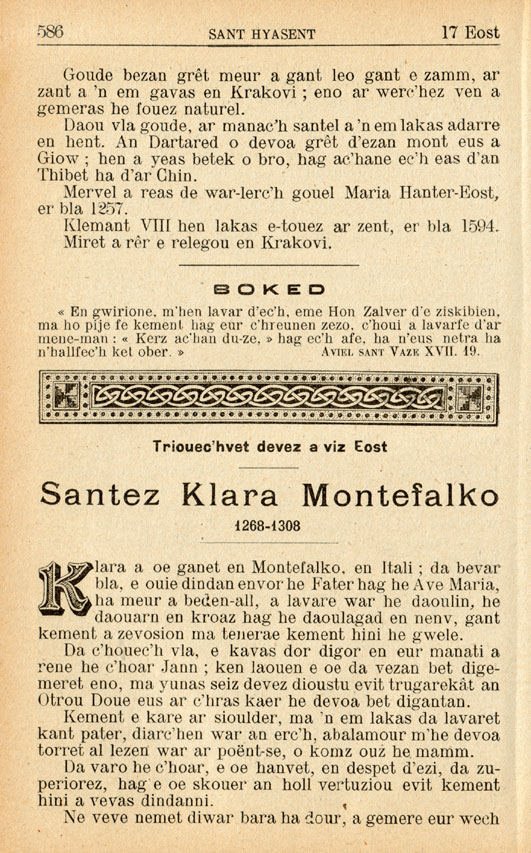 586 SANT HYASENT 17 Eost
Goude bezan grêt meur a gant leo gant e zamm, ar
zant a 'n em gavas en Krakovi ; eno ar werc'hez ven a
gemeras he fouez naturel.
Daou vla goude, ar manac'h santel a 'n em lakas adarre
en hent. An Dartared o devoa grêt d'ezan mont eus a
Giow ; hen a yeas betek o bro, hag ac'hane ec'h eas d'an
Thibet ha d'ar Chin.
Mervel a reas de war-lerc'h gouel Maria Hanter-Eost,
er bla 1257.
Klemant VIII hen lakas e-touez ar zent, er bla 1594.
Miret a rêr e relegou en Krakovi.
BOKED
« En gwirione, m'hen lavar d'ec'h, eme Hon Zalver d'e ziskibien,
ma ho pije fe kement hag eur c'hreunen zezo, c'houi a lavarfe d'ar
mene-man : « Kerz ac'han du-ze, » hag ec'h afe, ha n'eus netra ha
n'hallfec'h ket ober. » AVIEL SANT VAZE XVII. 19.
Triouec'hvet devez a viz Eost
Santez Klara Montefalko
1268-1308
Klara a oe ganet en Montefalko, en Itali ; da bevar
bla, e ouie dindan envor he Fater hag he Ave Maria,
ha meur a beden-all, a lavare war he daoulin, he
daouarn en kroaz hag he daoulagad en nenv, gant
kement a zevosion ma tenerae kement hini he gwele.
Da c'houec'h vla, e kavas dor digor en eur manati a
rene he c'hoar Jann ; ken laouen e oe da vezan bet dige-
meret eno, ma yunas seiz devez dioustu evit trugarekât an
Otrou Doue eus ar c'hras kaer he devoa bet digantan.
Kement e kare ar sioulder, ma 'n em lakas da lavaret
kant pater, diarc'hen war an erc'h, abalamour m'he devoa
torret al lezen war ar poënt-se, o komz ouz he mamm.
Da varo he c'hoar, e oe hanvet, en despet d'ezi, da zu-
periorez, hag e oe skouer an holl vertuziou evit kement
hini a vevas dindanni.
Ne veve nemet diwar bara ha dour, a gemere eur wech